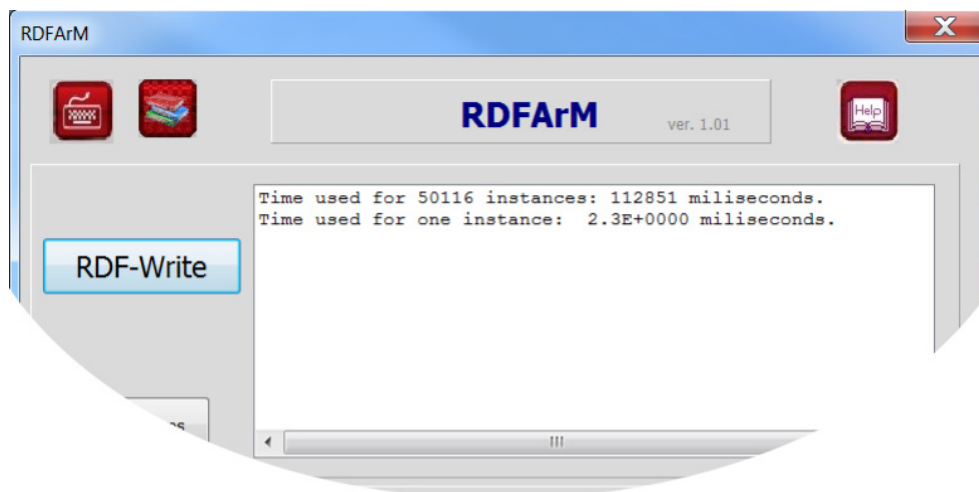 RDFArM
RDFArM
ver. 1.01
Help
Time used for 50116 instances: 112851 miliseconds.
Time used for one instance:  2.3E+0000 miliseconds.
RDF-Write